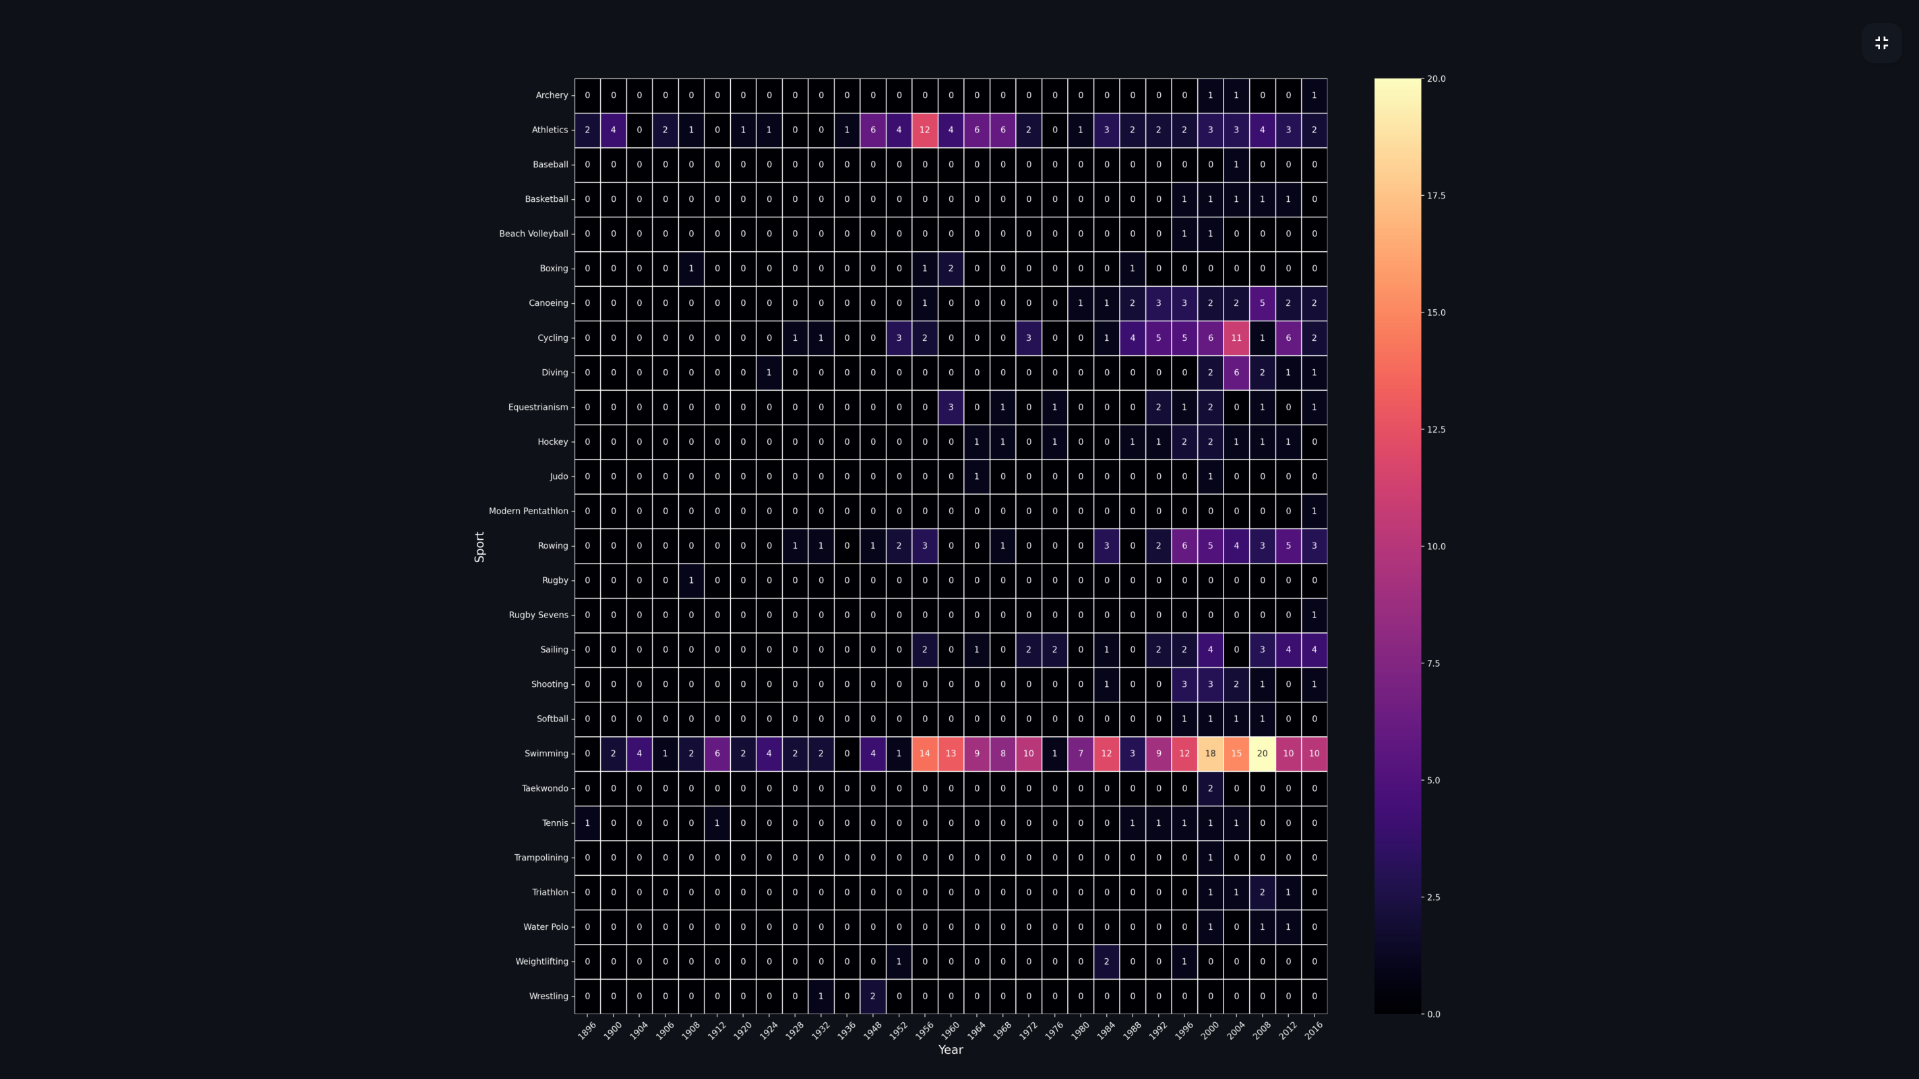 Archery 0 0 0 0 0 0 0 0 0 0 0 0 0 0 0 0 0 0 0 0 0 0 0 0 1 1 0 0 1
Athletics 2 4 0 2 1 0 1 1 0 0 1 6 4 12 4 6 6 2 0 1 3 2 2 2 3 3 4 3 2
Baseball 0 0 0 0 0 0 0 0 0 0 0 0 0 0 0 0 0 0 0 0 0 0 0 0 0 1 0 0 0
Basketball 0 0 0 0 0 0 0 0 0 0 0 0 0 0 0 0 0 0 0 0 0 0 0 1 1 1 1 1 0
Beach Volleyball 0 0 0 0 0 0 0 0 0 0 0 0 0 0 0 0 0 0 0 0 0 0 0 1 1 0 0 0 0
Boxing 0 0 0 0 1 0 0 0 0 0 0 0 0 1 2 0 0 0 0 0 0 1 0 0 0 0 0 0 0
Canoeing 0 0 0 0 0 0 0 0 0 0 0 0 0 1 0 0 0 0 0 1 1 2 3 3 2 2 5 2 2
Cycling 0 0 0 0 0 0 0 0 1 1 0 0 3 2 0 0 0 3 0 0 1 4 5 5 6 11 1 6 2
Diving 0 0 0 0 0 0 0 1 0 0 0 0 0 0 0 0 0 0 0 0 0 0 0 0 2 6 2 1 1
Equestrianism 0 0 0 0 0 0 0 0 0 0 0 0 0 0 3 0 1 0 1 0 0 0 2 1 2 0 1 0 1
Hockey 0 0 0 0 0 0 0 0 0 0 0 0 0 0 0 1 1 0 1 0 0 1 1 2 2 1 1 1 0
Judo 0 0 0 0 0 0 0 0 0 0 0 0 0 0 0 1 0 0 0 0 0 0 0 0 1 0 0 0 0
Modern Pentathlon 0 0 0 0 0 0 0 0 0 0 0 0 0 0 0 0 0 0 0 0 0 0 0 0 0 0 0 0 1
Rowing 0 0 0 0 0 0 0 0 1 1 0 1 2 3 0 0 1 0 0 0 3 0 2 6 5 4 3 5 3
Rugby 0 0 0 0 1 0 0 0 0 0 0 0 0 0 0 0 0 0 0 0 0 0 0 0 0 0 0 0 0
Rugby Sevens 0 0 0 0 0 0 0 0 0 0 0 0 0 0 0 0 0 0 0 0 0 0 0 0 0 0 0 0 1
Sailing 0 0 0 0 0 0 0 0 0 0 0 0 0 2 0 1 0 2 2 0 1 0 2 2 4 0 3 4 4
Shooting 0 0 0 0 0 0 0 0 0 0 0 0 0 0 0 0 0 0 0 0 1 0 0 3 3 2 1 0 1
Softball 0 0 0 0 0 0 0 0 0 0 0 0 0 0 0 0 0 0 0 0 0 0 0 1 1 1 1 0 0
Swimming 0 2 4 1 2 6 2 4 2 2 0 4 1 14 13 9 8 10 1 7 12 3 9 12 18 15 20 10 10
Taekwondo 0 0 0 0 0 0 0 0 0 0 0 0 0 0 0 0 0 0 0 0 0 0 0 0 2 0 0 0 0
Tennis 1 0 0 0 0 1 0 0 0 0 0 0 0 0 0 0 0 0 0 0 0 1 1 1 1 1 0 0 0
Trampolining 0 0 0 0 0 0 0 0 0 0 0 0 0 0 0 0 0 0 0 0 0 0 0 0 1 0 0 0 0
Triathlon 0 0 0 0 0 0 0 0 0 0 0 0 0 0 0 0 0 0 0 0 0 0 0 0 1 1 2 1 0
Water Polo 0 0 0 0 0 0 0 0 0 0 0 0 0 0 0 0 0 0 0 0 0 0 0 0 1 0 1 1 0
Weightlifting 0 0 0 0 0 0 0 0 0 0 0 0 1 0 0 0 0 0 0 0 2 0 0 1 0 0 0 0 0
Wrestling 0 0 0 0 0 0 0 0 0 1 0 2 0 0 0 0 0 0 0 0 0 0 0 0 0 0 0 0 0
1896 1900 1904 1906 1908 1912 1920 1924 1928 1932 1936 1948 1952 1956 1960 1964 1968 1972 1976 1980 1984 1988 1992 1996 2000 2004 2008 2012 2016
Year
Sport
20.0
17.5
15.0
12.5
10.0
7.5
5.0
2.5
0.0